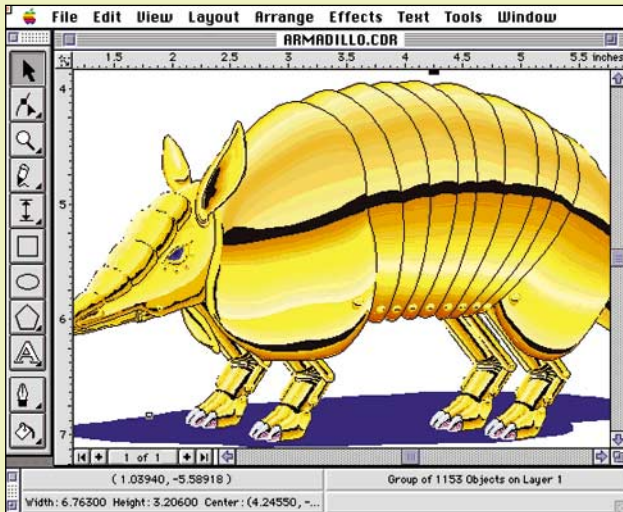 File Edit View Layout Arrange Effects Text Tools Window
ARMADILLO.CDR
1.5 2 2.5 3 3.5 4 4.5 5 5.5 inches
4
5
6
7
A
1 of 1
(1.03940, -5.58918) Group of 1153 Objects on Layer 1
Width: 6.76300 Height: 3.20600 Center: (4.24550, -...